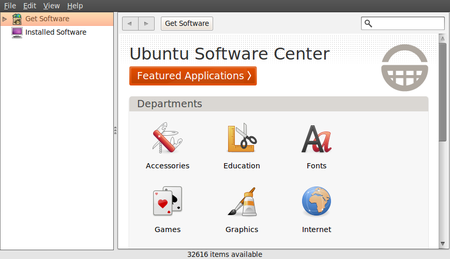 File Edit View Help
Get Software
Installed Software
Get Software
Ubuntu Software Center
Featured Applications
Departments
Accessories Education Fonts
Games Graphics Internet
32616 items available